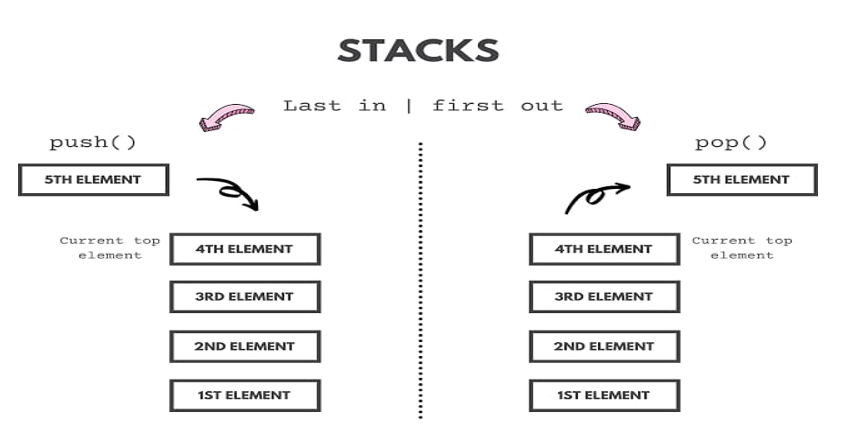 STACKS
Last in | first out
push()
5TH ELEMENT
Current top
element
4TH ELEMENT
3RD ELEMENT
2ND ELEMENT
1ST ELEMENT
pop()
5TH ELEMENT
4TH ELEMENT
Current top
element
3RD ELEMENT
2ND ELEMENT
1ST ELEMENT